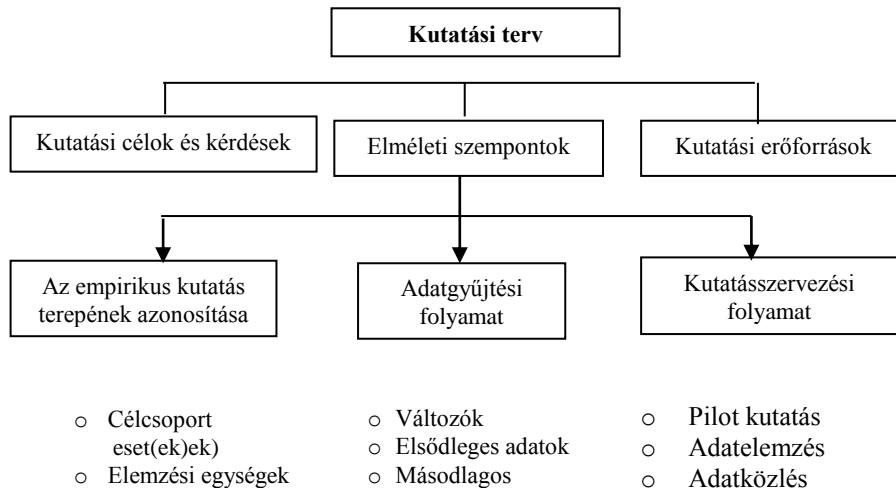 Kutatási terv
Kutatási célok és kérdések
Elméleti szempontok
Kutatási erőforrások
Az empirikus kutatás
terepének azonosítása
Adatgyűjtési
folyamat
Kutatásszervezési
folyamat
o Célcsoport
eset(ek)ek)
o Elemzési egységek
o Változók
o Elsődleges adatok
o Másodlagos
o Pilot kutatás
o Adatelemzés
o Adatközlés